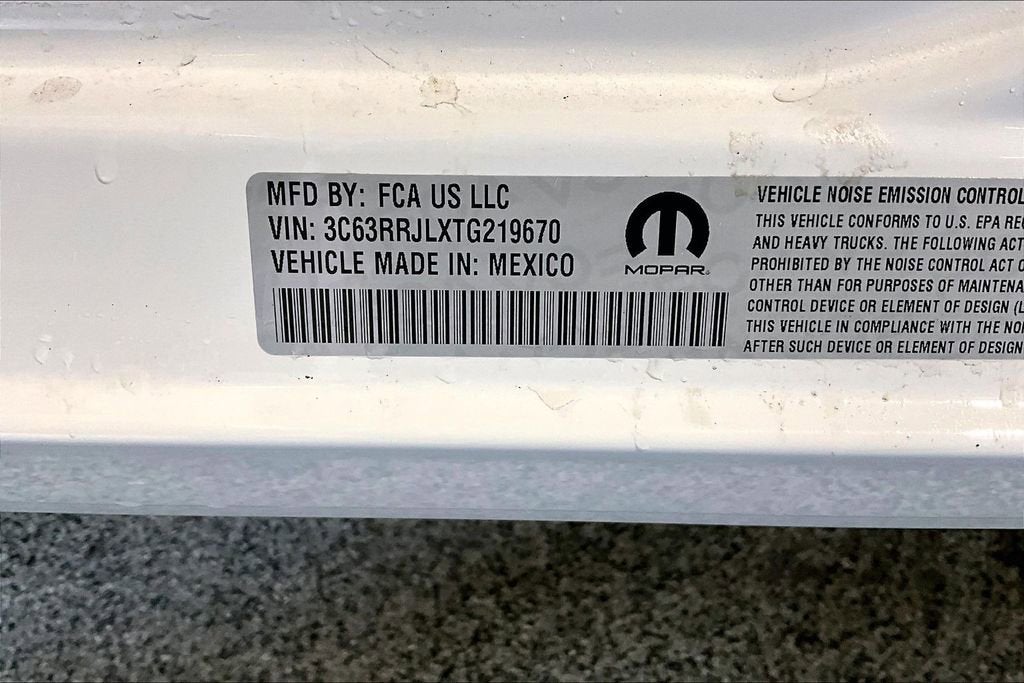 MFD BY: FCA US LLC
VIN: 3C63RRJLXTG219670
VEHICLE MADE IN: MEXICO
MOPAR
VEHICLE NOISE EMISSION CONTROL
THIS VEHICLE CONFORMS TO U.S. EPA
AND HEAVY TRUCKS. THE FOLLOWING
PROHIBITED BY THE NOISE CONTROL ACT
OTHER THAN FOR PURPOSES OF
CONTROL DEVICE OR ELEMENT OF DESIGN
THIS VEHICLE IN COMPLIANCE WITH THE
AFTER SUCH DEVICE OR ELEMENT OF DESIGN